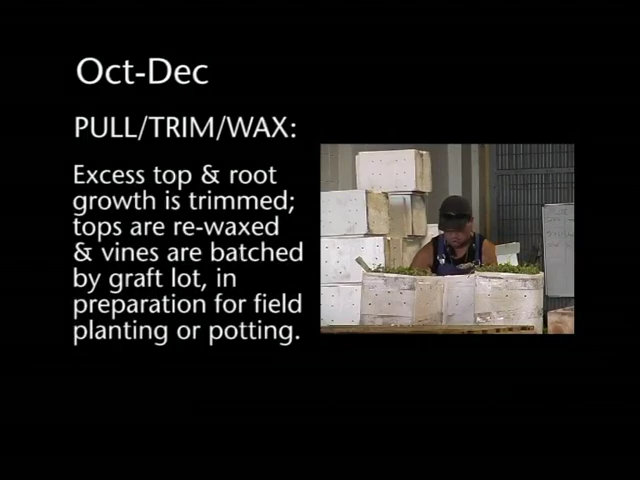 Oct-Dec
PULL/TRIM/WAX:
Excess top & root
growth is trimmed;
tops are re-waxed
& vines are batched
by graft lot, in
preparation for field
planting or potting.